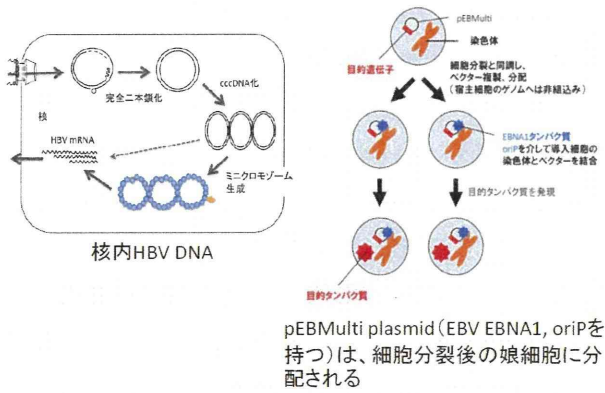 完全二本鎖化
cccDNA化
核
HBV mRNA
ミニクロモゾーム
生成
核内HBV DNA
pEBMulti
染色体
目的遺伝子
細胞分裂と同調し、
ベクター複製、分配
(宿主細胞のゲノムへは非組込み)
EBNA1タンパク質
oriPを介して導入細胞の
染色体とベクターを結合
目的タンパク質を発現
目的タンパク質
pEBMulti plasmid(EBV EBNA1, oriPを
持つ)は、細胞分裂後の娘細胞に分
配される